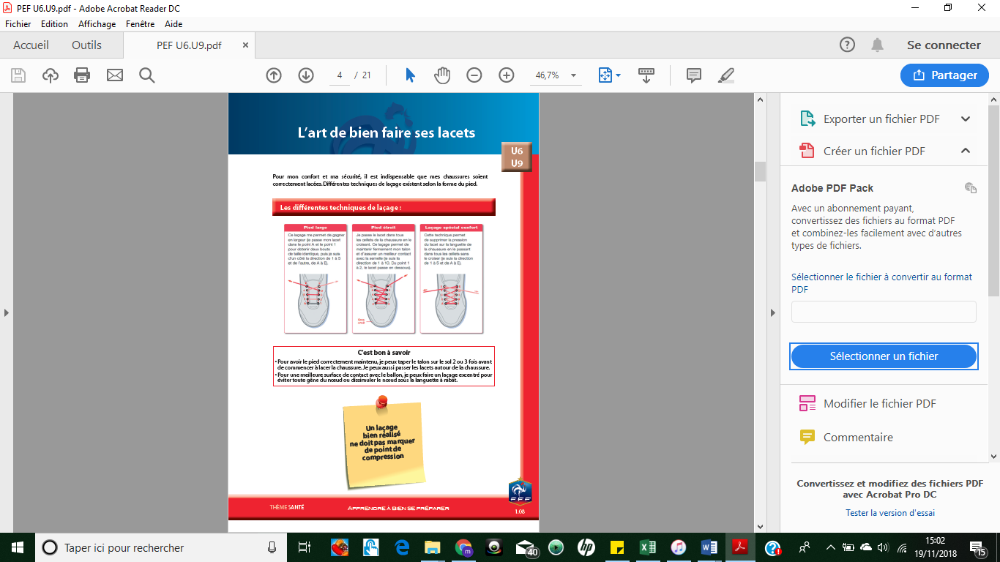 PEF U6.U9.pdf - Adobe Acrobat Reader DC
Fichier Edition Affichage Fenêtre Aide
Accueil Outils PEF U6.U9.pdf × Se connecter
4 / 21 46,7% Partager
L'art de bien faire ses lacets
U6
U9
Pour mon confort et ma sécurité, il est indispensable que mes chaussures soient
correctement lacées. Différentes techniques de laçage existent selon la forme du pied.
Les différentes techniques de laçage :
Pied large
Ce laçage me permet de gagner
en largeur (je passe mon lacet
dans le point A et le point 1
pour obtenir deux bouts
de taille identique, puis je suis
d'un côté la direction de 1 à 5
et de l'autre, de A à E).
Pied étroit
Je passe le lacet dans tous
les œillets de la chaussure en le
croisant. Ce laçage permet de
maintenir fermement mon talon
et d'assurer un meilleur contact
avec la semelle (je suis la
direction de 1 à 10. Du point 1
à 2, le lacet passe en dessous).
Laçage spécial confort
Cette technique permet
de supprimer la pression
du lacet sur la languette de
la chaussure en le passant
dans tous les œillets sans
le croiser (je suis la direction
de 1 à 5 et de A à E).
C'est bon à savoir
• Pour avoir le pied correctement maintenu, je peux taper le talon sur le sol 2 ou 3 fois avant
de commencer à lacer la chaussure. Je peux aussi passer les lacets autour de la chaussure.
• Pour une meilleure surface de contact avec le ballon, je peux faire un laçage excentré pour
éviter toute gêne du nœud ou dissimuler le nœud sous la languette à rabat.
Un laçage
bien réalisé
ne doit pas marquer
de point de
compression
FFF
THÈME SANTÉ APPRENDRE À BIEN SE PRÉPARER 1.08
Exporter un fichier PDF
Créer un fichier PDF
Adobe PDF Pack
Avec un abonnement payant,
convertissez des fichiers au format PDF
et combinez-les facilement avec d'autres
types de fichiers.
Sélectionner le fichier à convertir au format
PDF
Sélectionner un fichier
Modifier le fichier PDF
Commentaire
Convertissez et modifiez des fichiers PDF
avec Acrobat Pro DC
Tester la version d'essai
Taper ici pour rechercher
40
15:02
19/11/2018
15